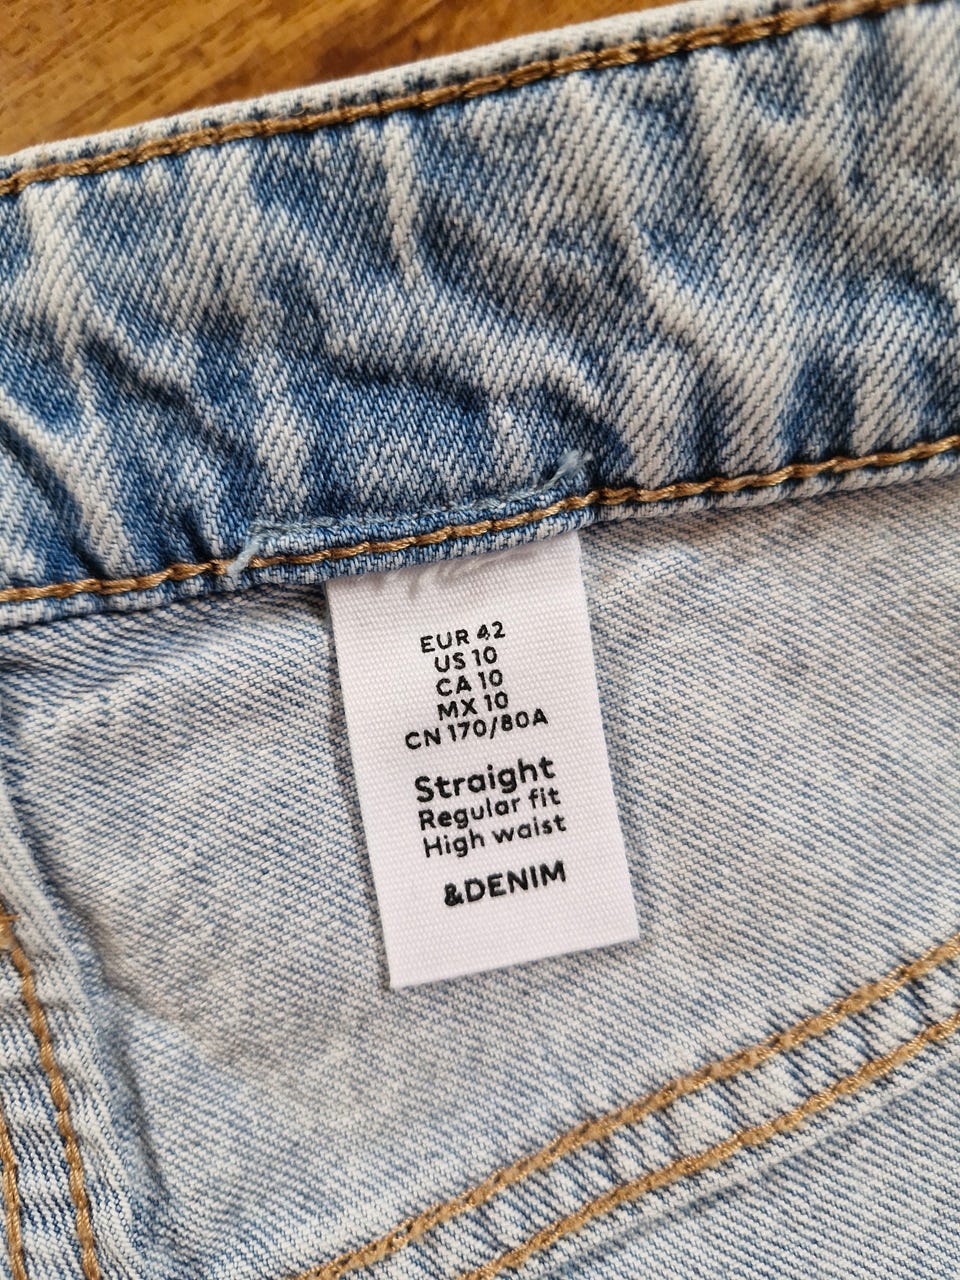 EUR 42
US 10
CA 10
MX 10
CN 170/80A
Straight
Regular fit
High waist
&DENIM